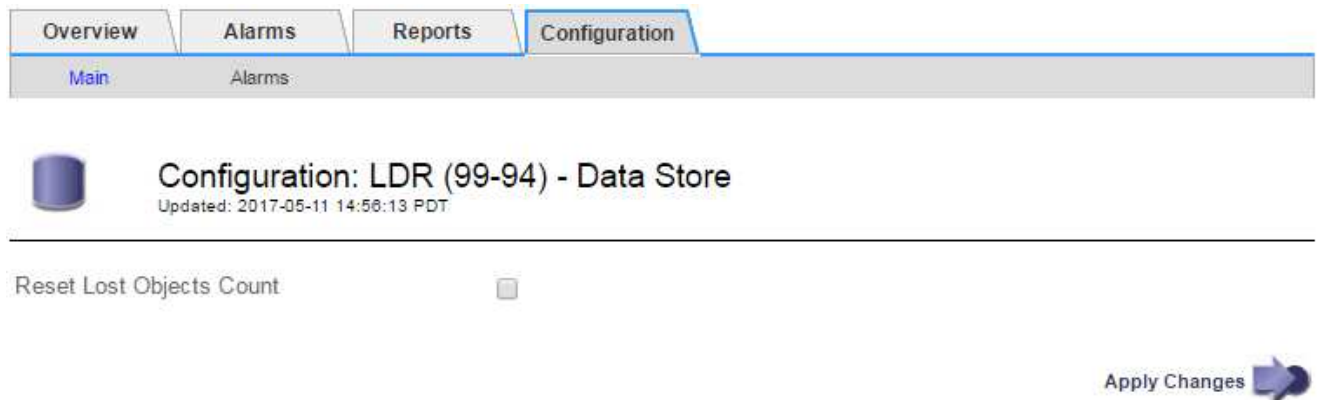 Overview Alarms Reports Configuration
Main Alarms
Configuration: LDR (99-94) - Data Store
Updated: 2017-05-11 14:56:13 PDT
Reset Lost Objects Count
Apply Changes